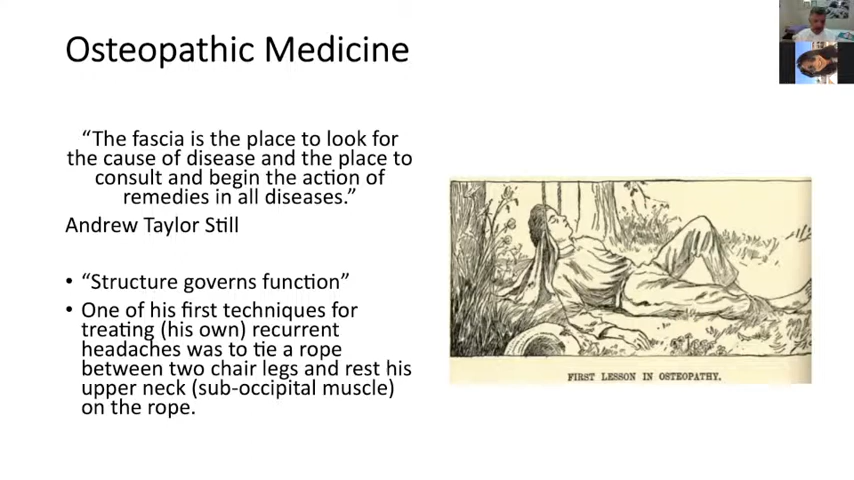 Osteopathic Medicine
“The fascia is the place to look for
the cause of disease and the place to
consult and begin the action of
remedies in all diseases.”
Andrew Taylor Still
• “Structure governs function”
• One of his first techniques for
treating (his own) recurrent
headaches was to tie a rope
between two chair legs and rest his
upper neck (sub-occipital muscle)
on the rope.
FIRST LESSON IN OSTEOPATHY.